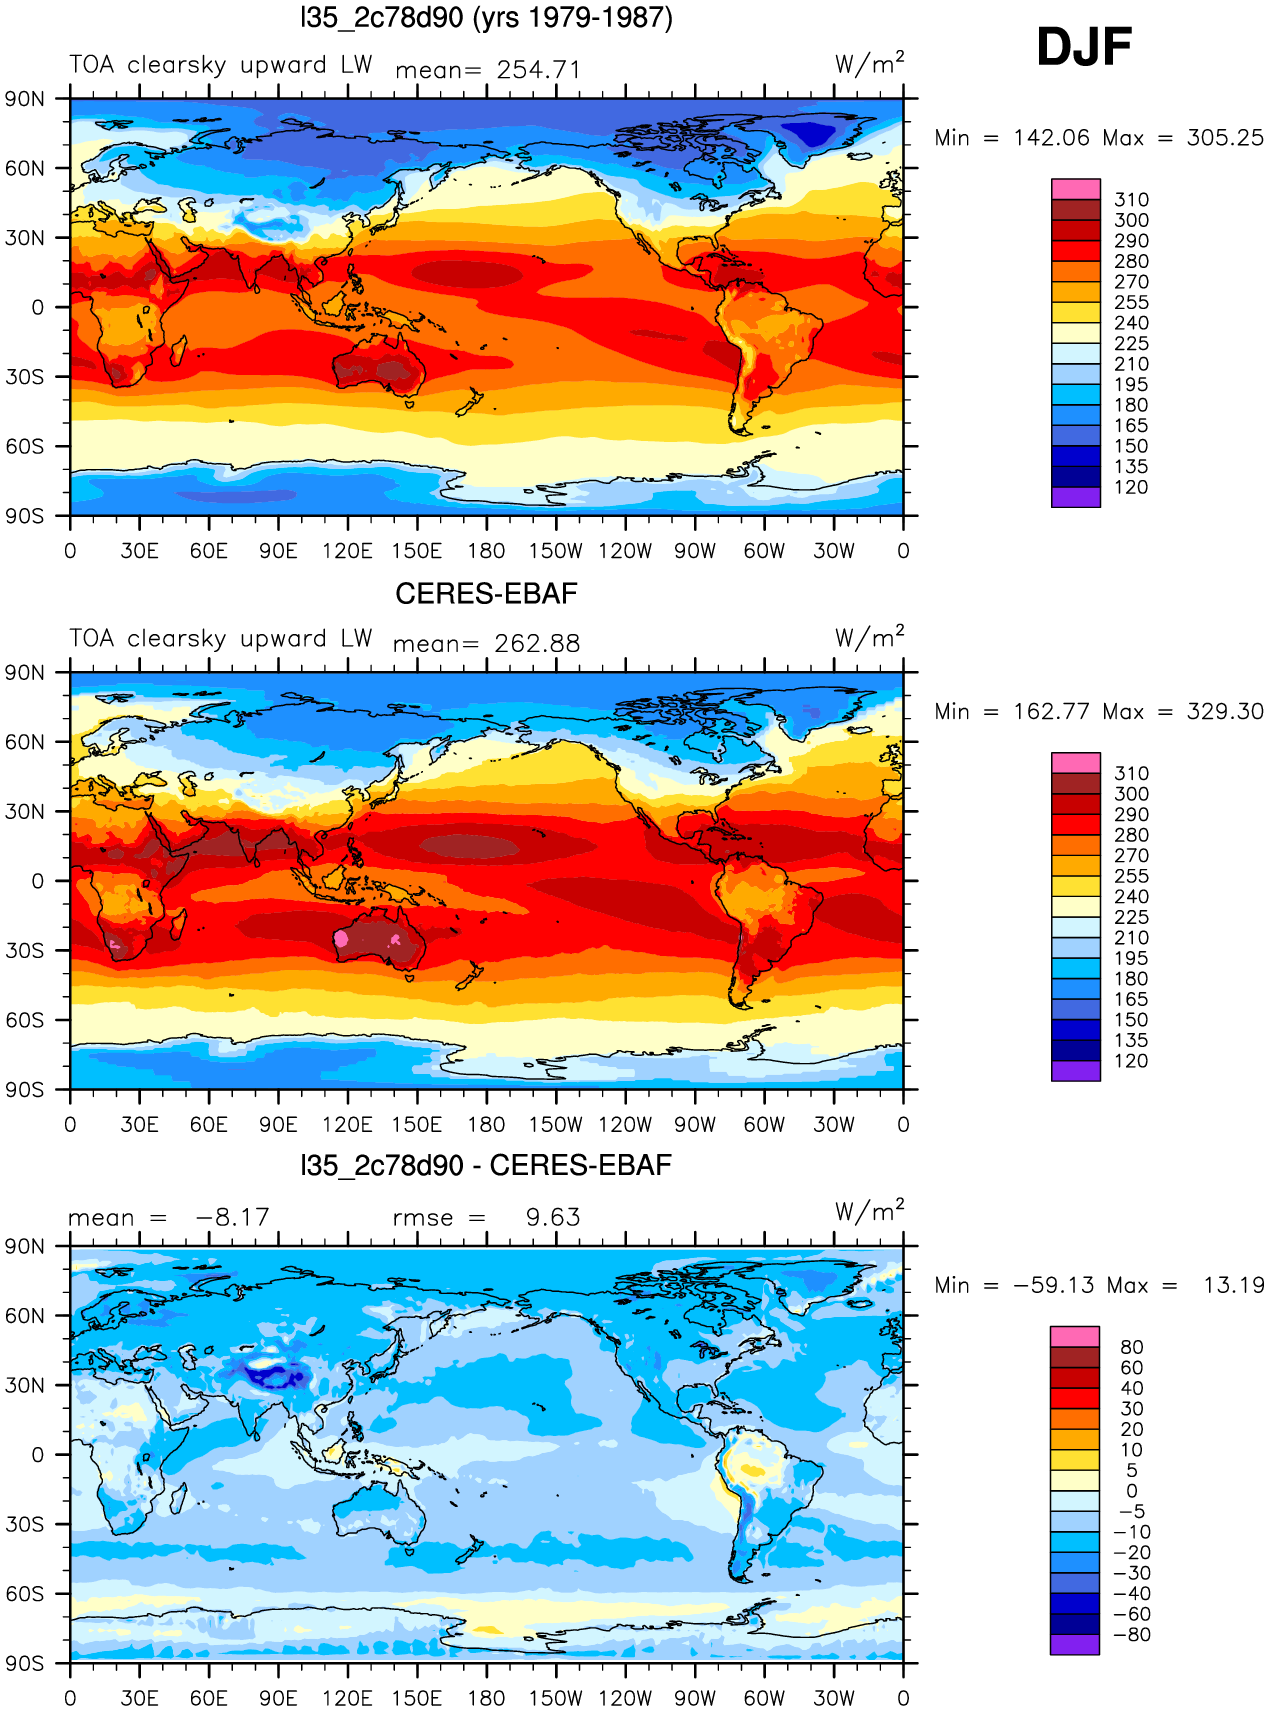 l35_2c78d90 (yrs 1979-1987)
DJF
TOA clearsky upward LW mean= 254.71 W/m²
Min = 142.06 Max = 305.25
90N
60N
30N
0
30S
60S
90S
0 30E 60E 90E 120E 150E 180 150W 120W 90W 60W 30W 0
310
300
290
280
270
255
240
225
210
195
180
165
150
135
120
CERES-EBAF
TOA clearsky upward LW mean= 262.88 W/m²
Min = 162.77 Max = 329.30
90N
60N
30N
0
30S
60S
90S
0 30E 60E 90E 120E 150E 180 150W 120W 90W 60W 30W 0
310
300
290
280
270
255
240
225
210
195
180
165
150
135
120
l35_2c78d90 - CERES-EBAF
mean = −8.17 rmse = 9.63 W/m²
Min = −59.13 Max = 13.19
90N
60N
30N
0
30S
60S
90S
0 30E 60E 90E 120E 150E 180 150W 120W 90W 60W 30W 0
80
60
40
30
20
10
5
0
−5
−10
−20
−30
−40
−60
−80